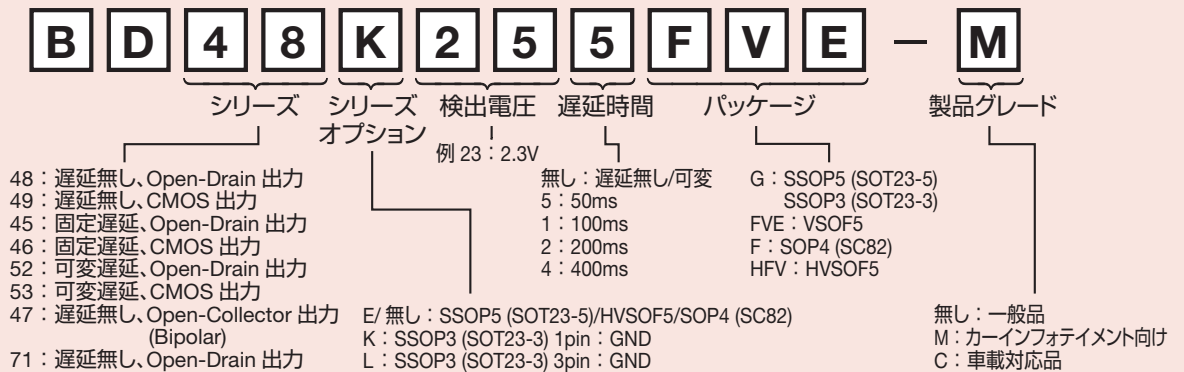 BD48K255FVE-M
シリーズ シリーズオプション 検出電圧 遅延時間 パッケージ 製品グレード
例 23：2.3V
48：遅延無し、Open-Drain 出力
49：遅延無し、CMOS 出力
45：固定遅延、Open-Drain 出力
46：固定遅延、CMOS 出力
52：可変遅延、Open-Drain 出力
53：可変遅延、CMOS 出力
47：遅延無し、Open-Collector 出力
(Bipolar)
71：遅延無し、Open-Drain 出力
E/ 無し：SSOP5 (SOT23-5)/HVSOF5/SOP4 (SC82)
K：SSOP3 (SOT23-3) 1pin：GND
L：SSOP3 (SOT23-3) 3pin：GND
無し：遅延無し/可変
5：50ms
1：100ms
2：200ms
4：400ms
G：SSOP5 (SOT23-5)
SSOP3 (SOT23-3)
FVE：VSOF5
F：SOP4 (SC82)
HFV：HVSOF5
無し：一般品
M：カーインフォテイメント向け
C：車載対応品